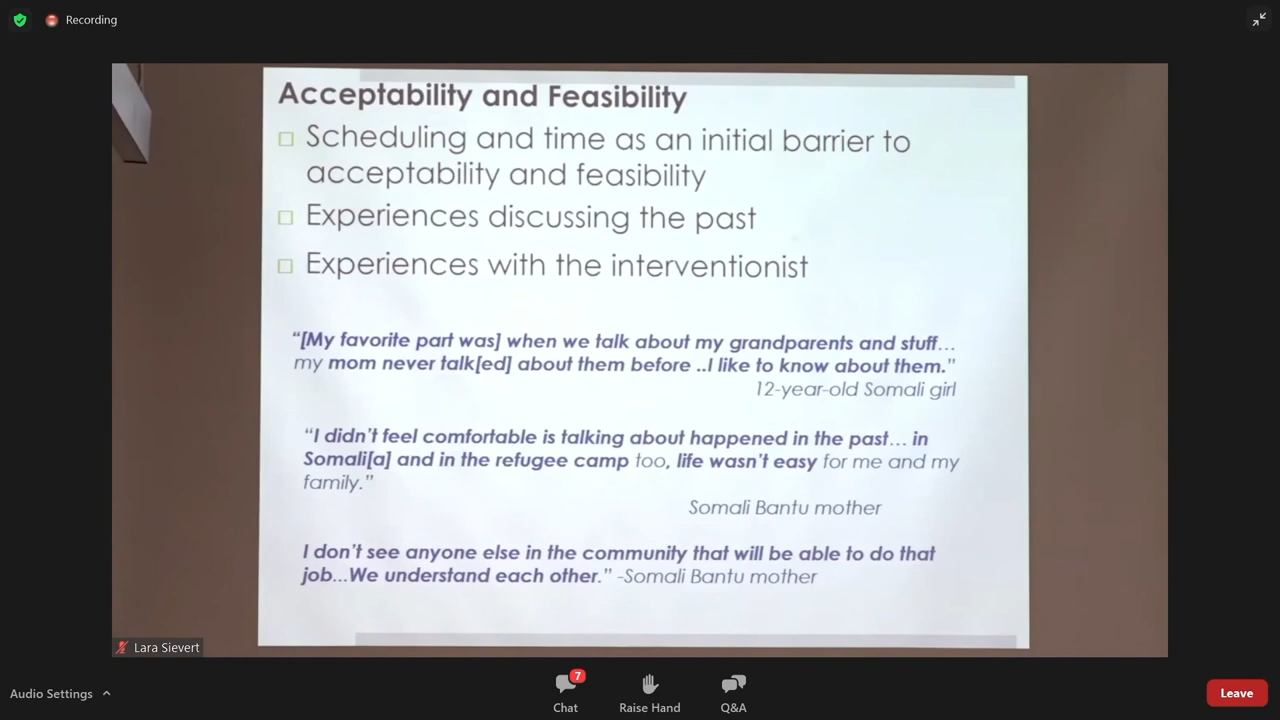 Recording
Acceptability and Feasibility
Scheduling and time as an initial barrier to
acceptability and feasibility
Experiences discussing the past
Experiences with the interventionist
“[My favorite part was] when we talk about my grandparents and stuff…
my mom never talk[ed] about them before ..I like to know about them.”
12-year-old Somali girl
“I didn’t feel comfortable is talking about happened in the past… in
Somali[a] and in the refugee camp too, life wasn’t easy for me and my
family.”
Somali Bantu mother
I don’t see anyone else in the community that will be able to do that
job…We understand each other.” -Somali Bantu mother
Lara Sievert
Audio Settings
7
Chat
Raise Hand
Q&A
Leave